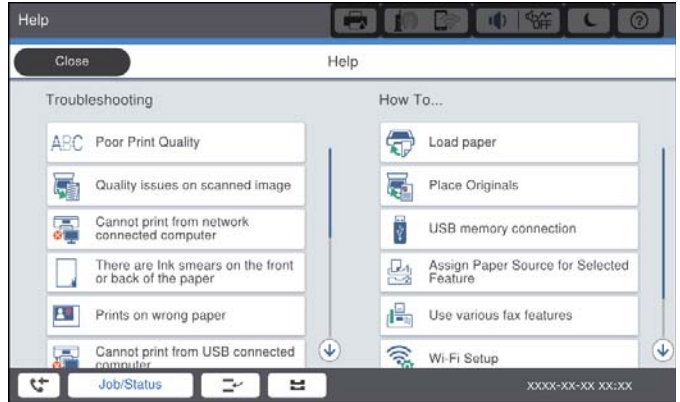 Help
OFF
Close
Help
Troubleshooting
How To...
ABC
Poor Print Quality
Quality issues on scanned image
Cannot print from network
connected computer
There are Ink smears on the front
or back of the paper
Prints on wrong paper
Cannot print from USB connected
computer
Load paper
Place Originals
USB memory connection
Assign Paper Source for Selected
Feature
Use various fax features
Wi-Fi Setup
Job/Status
XXXX-XX-XX XX:XX